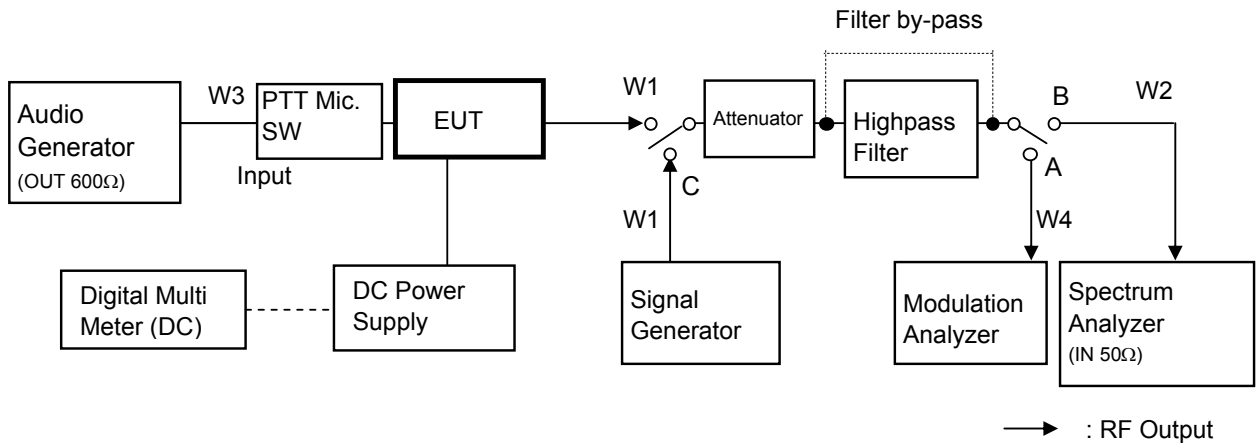 Filter by-pass
Audio
Generator
(OUT 600Ω)
W3
PTT Mic.
SW
Input
EUT
W1
C
W1
Attenuator
Highpass
Filter
B
A
W2
W4
Digital Multi
Meter (DC)
DC Power
Supply
Signal
Generator
Modulation
Analyzer
Spectrum
Analyzer
(IN 50Ω)
: RF Output